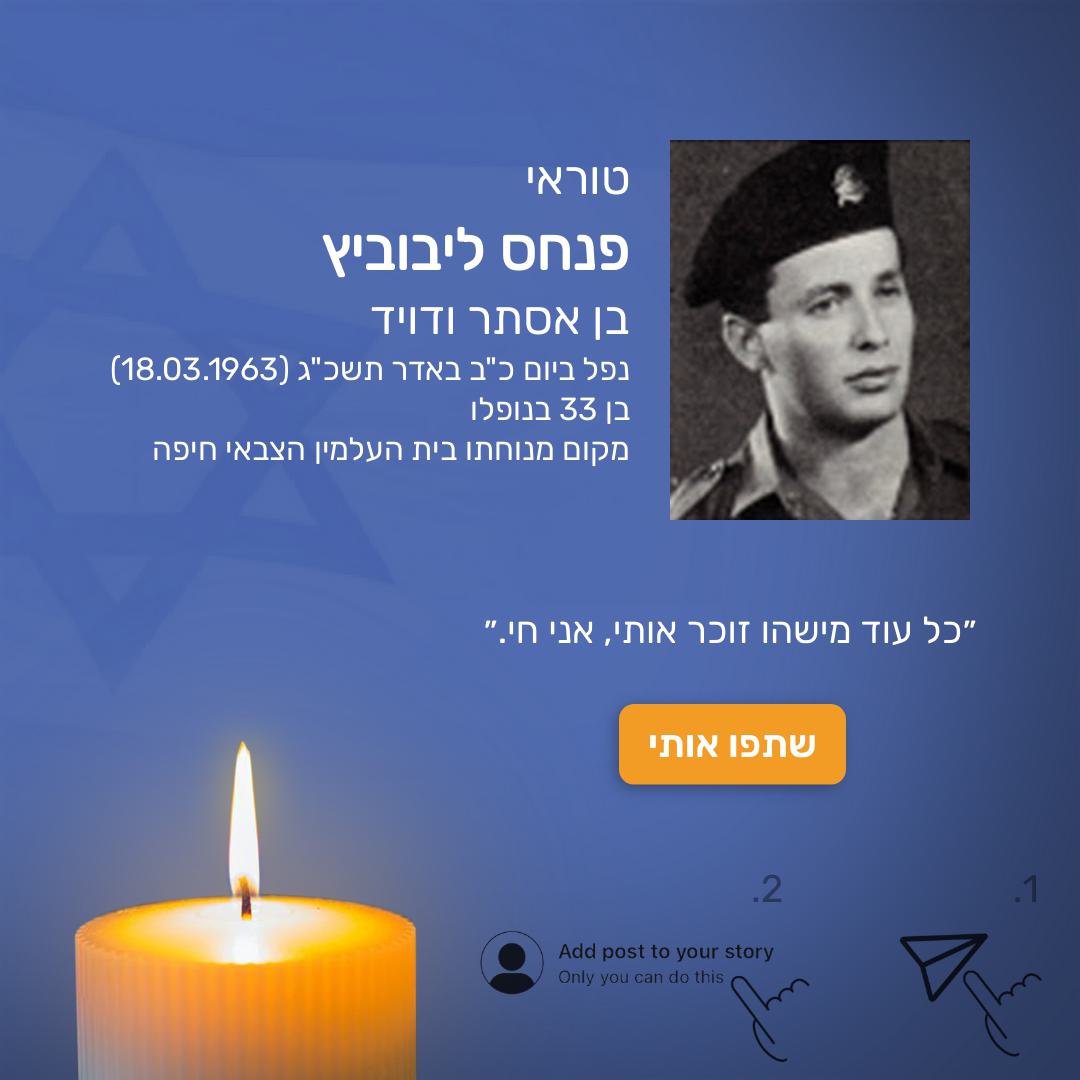 טוראי
פנחס ליבוביץ
בן אסתר ודויד
נפל ביום כ"ב באדר תשכ"ג (18.03.1963)
בן 33 בנופלו
מקום מנוחתו בית העלמין הצבאי חיפה
״כל עוד מישהו זוכר אותי, אני חי.״
שתפו אותי
.1
.2
Add post to your story
Only you can do this